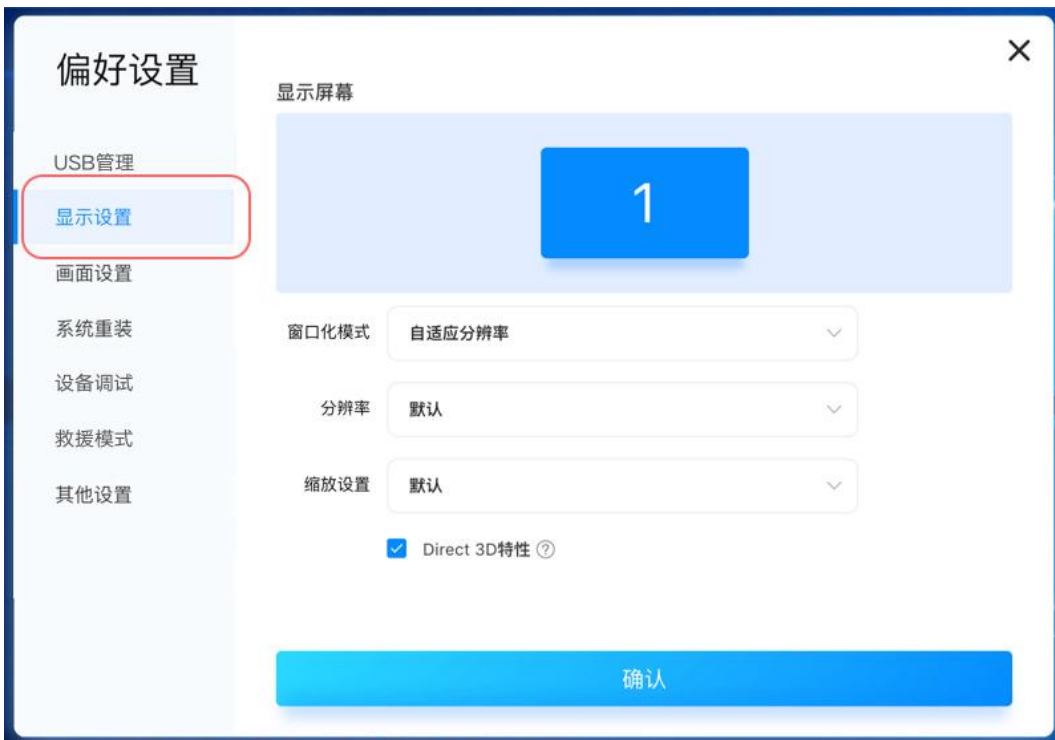 偏好设置
USB管理
显示设置
画面设置
系统重装
设备调试
救援模式
其他设置
显示屏幕
1
窗口化模式 自适应分辨率
分辨率 默认
缩放设置 默认
Direct 3D特性 ?
确认